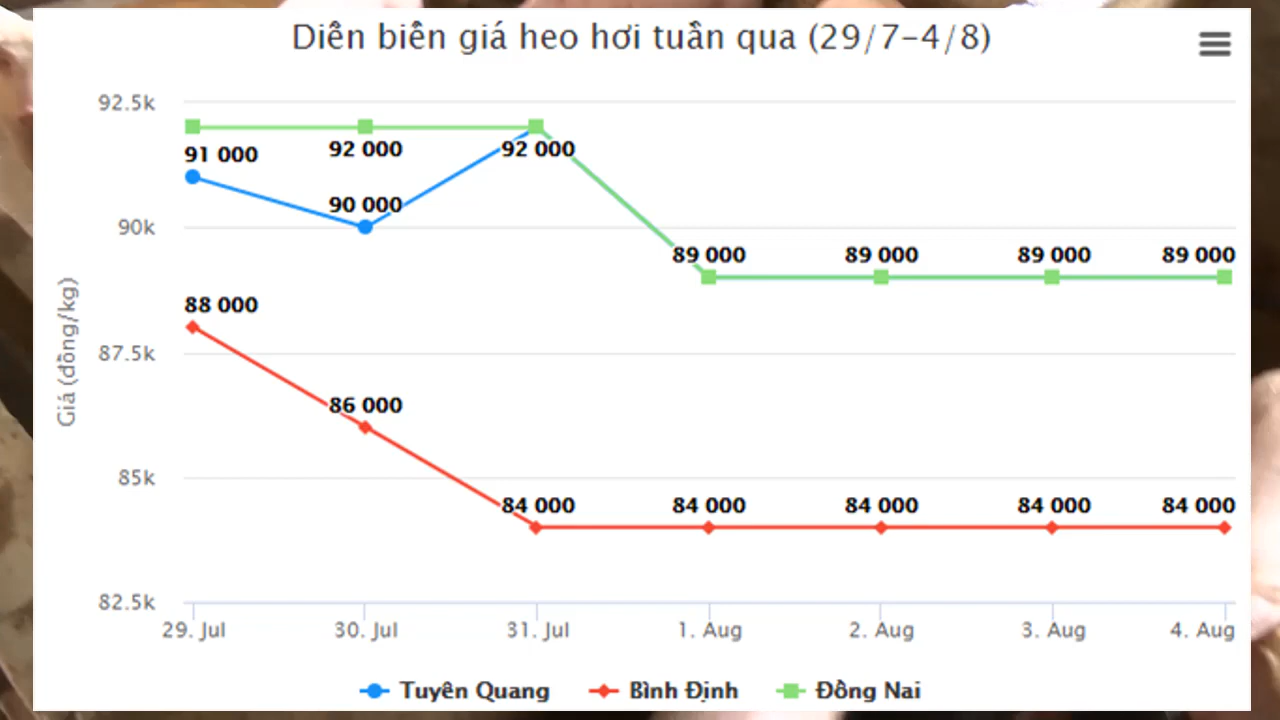 Diễn biến giá heo hơi tuần qua (29/7-4/8)
Giá (đồng/kg)
92.5k
90k
87.5k
85k
82.5k
91 000
92 000
92 000
90 000
89 000
89 000
89 000
89 000
88 000
86 000
84 000
84 000
84 000
84 000
84 000
29. Jul
30. Jul
31. Jul
1. Aug
2. Aug
3. Aug
4. Aug
Tuyên Quang
Bình Định
Đồng Nai